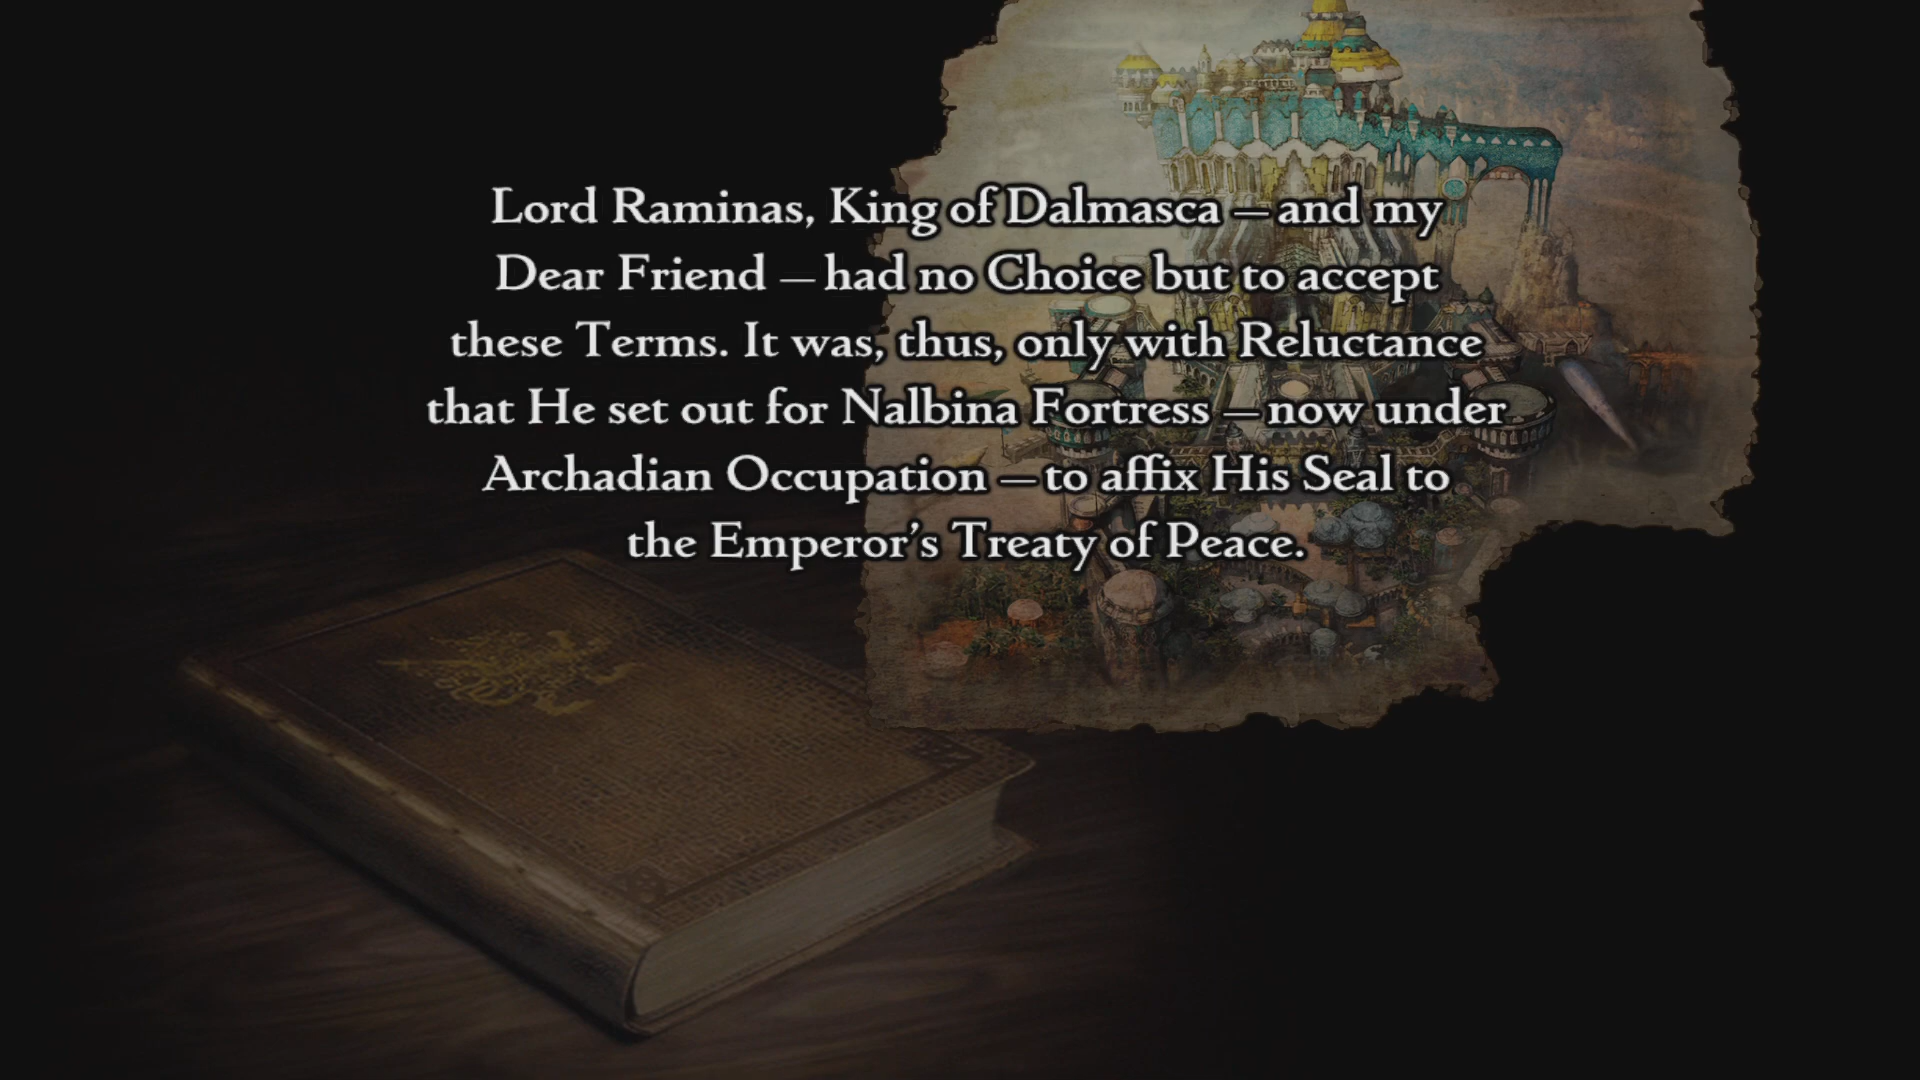 Lord Raminas, King of Dalmasca — and my
Dear Friend — had no Choice but to accept
these Terms. It was, thus, only with Reluctance
that He set out for Nalbina Fortress — now under
Archadian Occupation — to affix His Seal to
the Emperor’s Treaty of Peace.